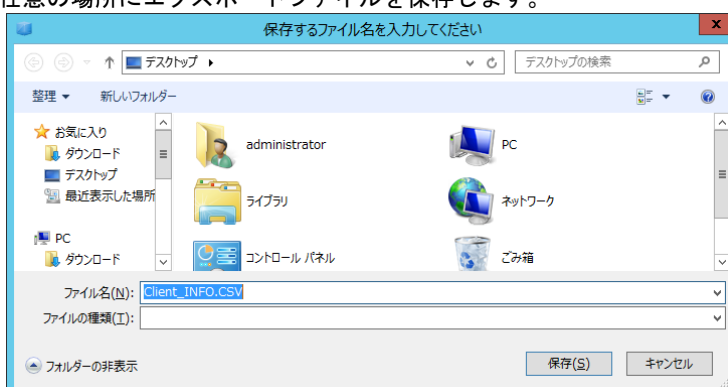 任意の場所にエクスポートファイルを保存します。
保存するファイル名を入力してください
x
デスクトップ
デスクトップの検索
整理 新しいフォルダー
お気に入り
ダウンロード
デスクトップ
最近表示した場所
PC
ダウンロード
administrator
PC
ライブラリ
ネットワーク
コントロール パネル
ごみ箱
ファイル名(N): Client_INFO.CSV
ファイルの種類(T):
フォルダーの非表示
保存(S) キャンセル